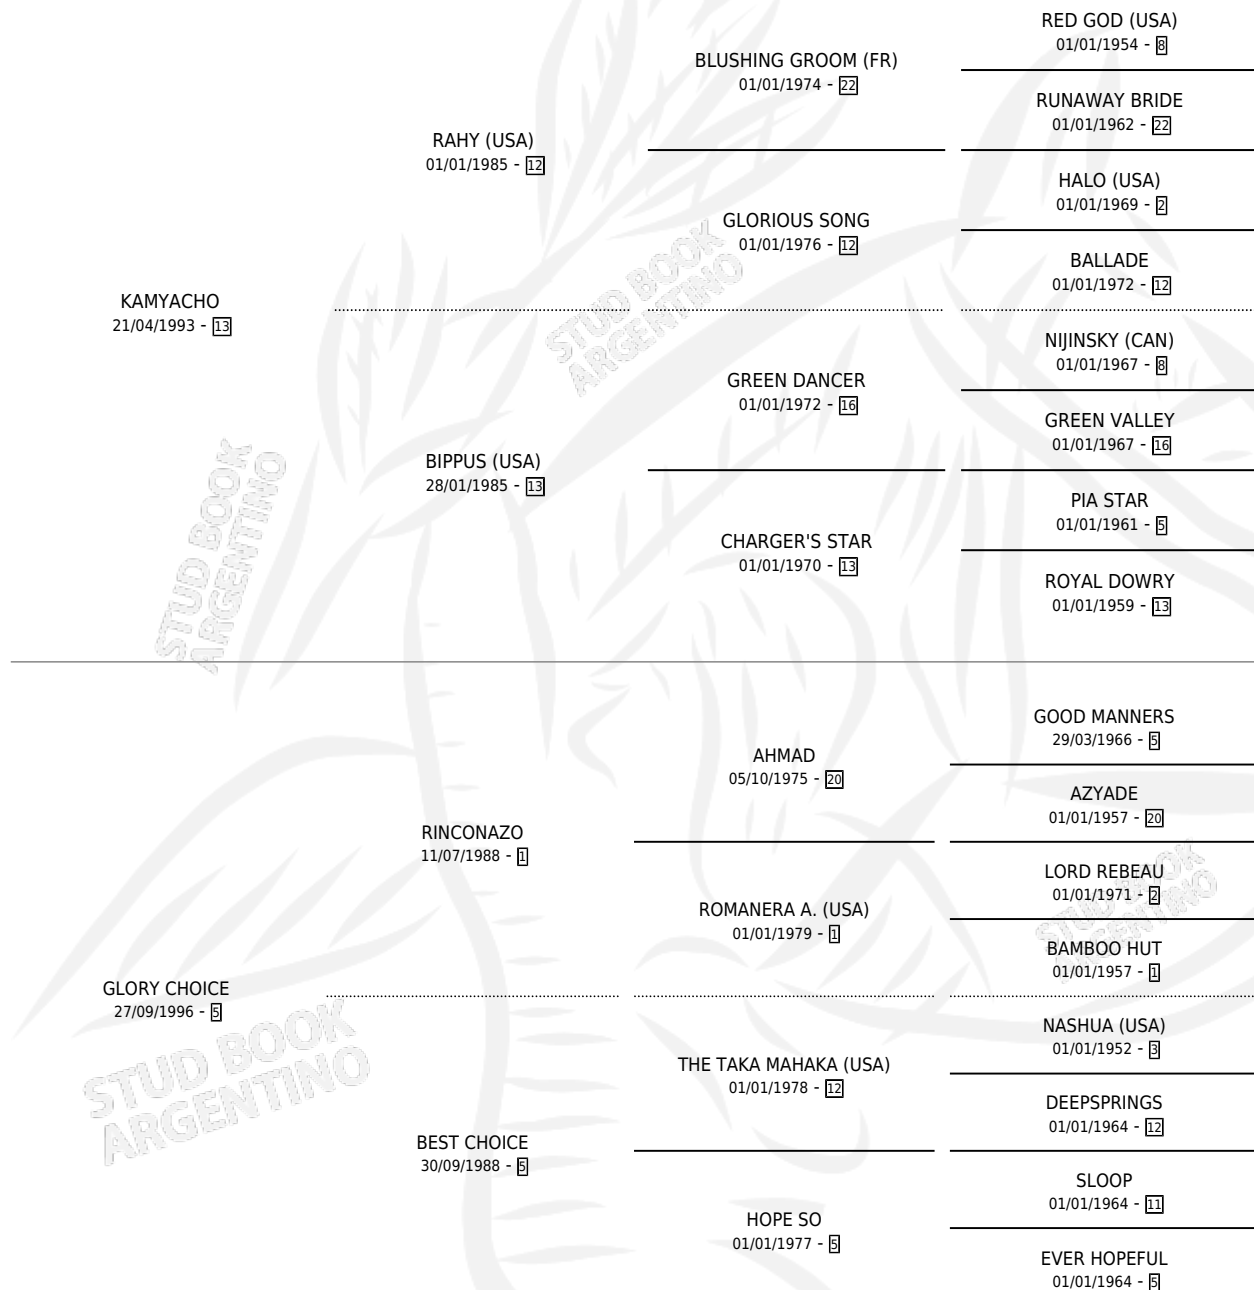 RED GOD (USA)
01/01/1954 - 8
BLUSHING GROOM (FR)
01/01/1974 - 22
RUNAWAY BRIDE
01/01/1962 - 22
RAHY (USA)
01/01/1985 - 12
HALO (USA)
01/01/1969 - 2
GLORIOUS SONG
01/01/1976 - 12
BALLADE
01/01/1972 - 12
KAMYACHO
21/04/1993 - 13
NIJINSKY (CAN)
01/01/1967 - 8
GREEN DANCER
01/01/1972 - 16
GREEN VALLEY
01/01/1967 - 16
BIPPUS (USA)
28/01/1985 - 13
PIA STAR
01/01/1961 - 5
CHARGER'S STAR
01/01/1970 - 13
ROYAL DOWRY
01/01/1959 - 13
GOOD MANNERS
29/03/1966 - 5
AHMAD
05/10/1975 - 20
AZYADE
01/01/1957 - 20
RINCONAZO
11/07/1988 - 1
LORD REBEAU
01/01/1971 - 2
ROMANERA A. (USA)
01/01/1979 - 1
BAMBOO HUT
01/01/1957 - 1
GLORY CHOICE
27/09/1996 - 5
NASHUA (USA)
01/01/1952 - 3
THE TAKA MAHAKA (USA)
01/01/1978 - 12
DEEPSPRINGS
01/01/1964 - 12
BEST CHOICE
30/09/1988 - 5
SLOOP
01/01/1964 - 11
HOPE SO
01/01/1977 - 5
EVER HOPEFUL
01/01/1964 - 5
STUD BOOK
ARGENTINO
STUD BOOK
ARGENTINO
STUD BOOK
ARGENTINO
STUD BOOK
ARGENTINO